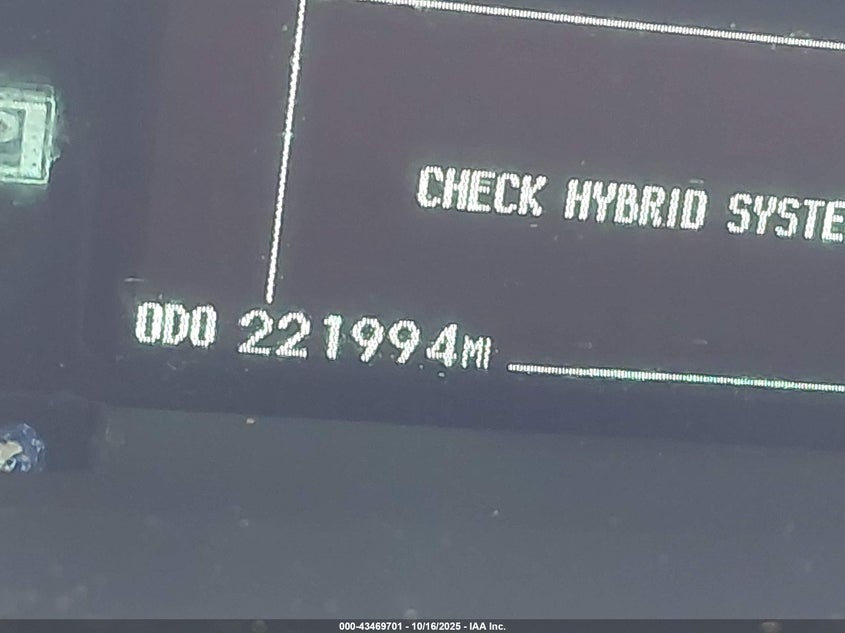 CHECK HYBRID SYSTE
ODO 221994MI
000-43469701 - 10/16/2025 - IAA Inc.